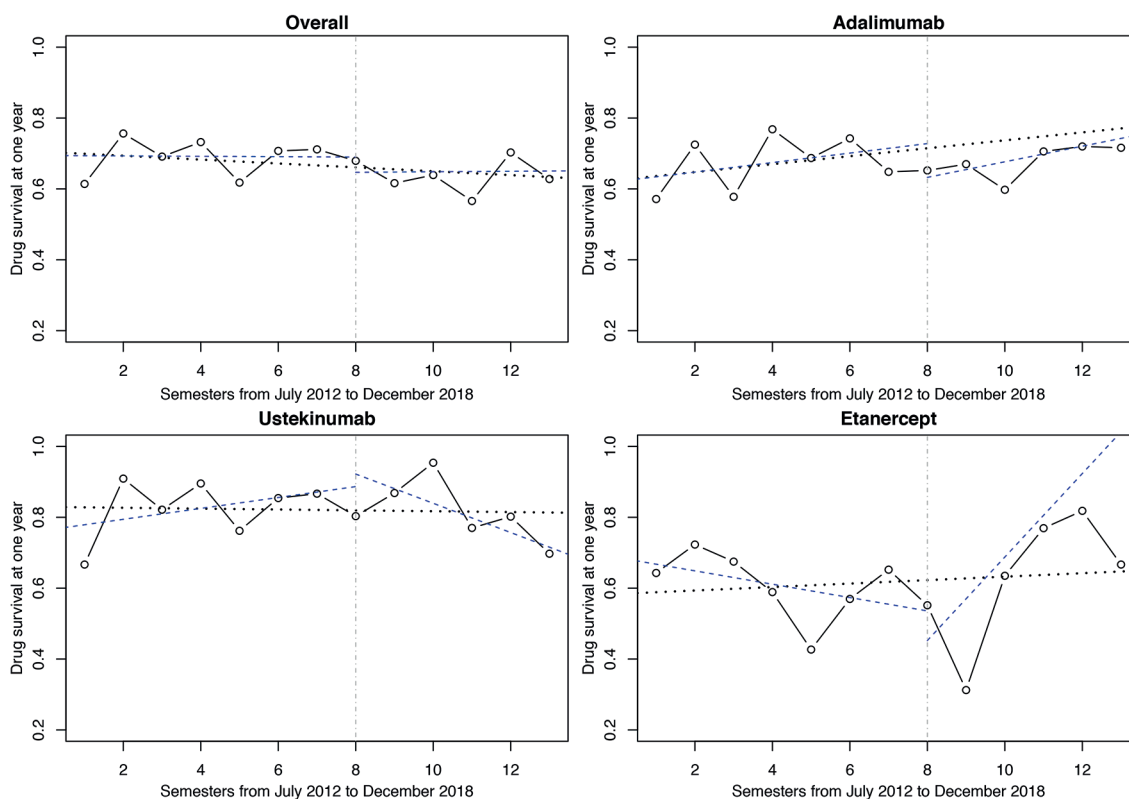 Overall
Drug survival at one year
1.0
0.8
0.6
0.4
0.2
2 4 6 8 10 12
Semesters from July 2012 to December 2018
Adalimumab
Drug survival at one year
1.0
0.8
0.6
0.4
0.2
2 4 6 8 10 12
Semesters from July 2012 to December 2018
Ustekinumab
Drug survival at one year
1.0
0.8
0.6
0.4
0.2
2 4 6 8 10 12
Semesters from July 2012 to December 2018
Etanercept
Drug survival at one year
1.0
0.8
0.6
0.4
0.2
2 4 6 8 10 12
Semesters from July 2012 to December 2018